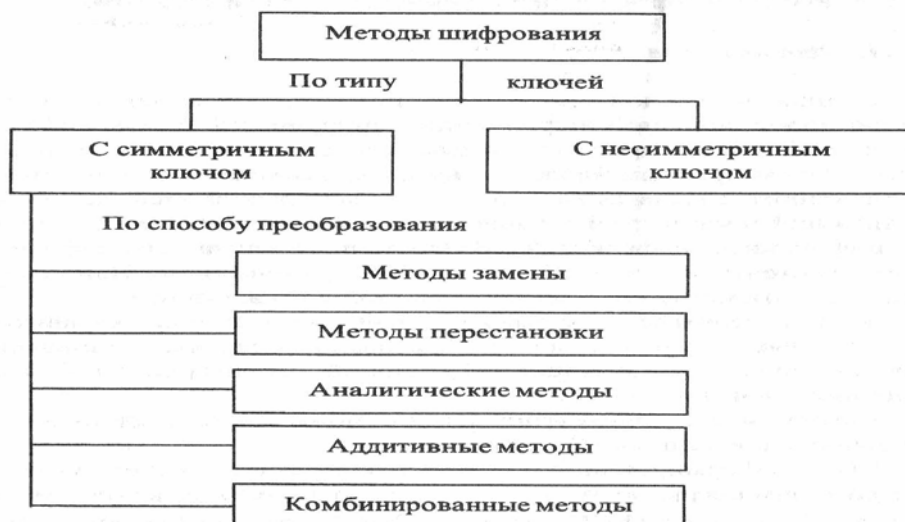 Методы шифрования
По типу ключей
С симметричным
ключом
С несимметричным
ключом
По способу преобразования
Методы замены
Методы перестановки
Аналитические методы
Аддитивные методы
Комбинированные методы